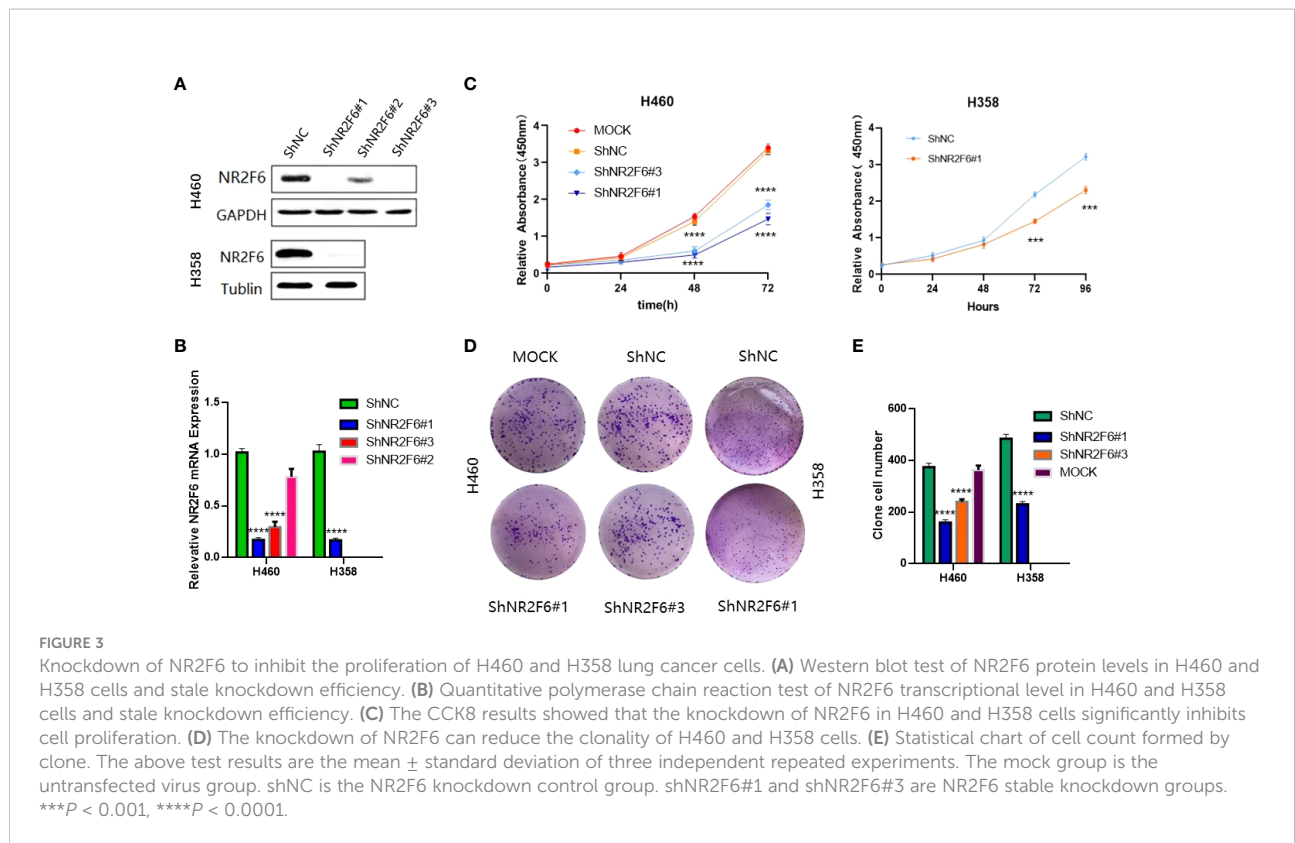 A
ShNC
ShNR2F6#1
ShNR2F6#2
ShNR2F6#3
H460
NR2F6
GAPDH
H358
NR2F6
Tublin
B
Relevative NR2F6 mRNA Expression
1.5
1.0
0.5
0.0
****
****
****
H460
H358
ShNC
ShNR2F6#1
ShNR2F6#3
ShNR2F6#2
C
H460
Relative Absorbance(450nm)
4
3
2
1
0
MOCK
ShNC
ShNR2F6#3
ShNR2F6#1
****
****
****
****
0
24
48
72
time(h)
H358
Relative Absorbance( 450nm)
4
3
2
1
0
ShNC
ShNR2F6#1
***
***
0
24
48
72
96
Hours
D
MOCK
ShNC
ShNC
H460
H358
ShNR2F6#1
ShNR2F6#3
ShNR2F6#1
E
Clone cell number
600
400
200
0
****
****
****
H460
H358
ShNC
ShNR2F6#1
ShNR2F6#3
MOCK
FIGURE 3
Knockdown of NR2F6 to inhibit the proliferation of H460 and H358 lung cancer cells. (A) Western blot test of NR2F6 protein levels in H460 and
H358 cells and stale knockdown efficiency. (B) Quantitative polymerase chain reaction test of NR2F6 transcriptional level in H460 and H358
cells and stale knockdown efficiency. (C) The CCK8 results showed that the knockdown of NR2F6 in H460 and H358 cells significantly inhibits
cell proliferation. (D) The knockdown of NR2F6 can reduce the clonality of H460 and H358 cells. (E) Statistical chart of cell count formed by
clone. The above test results are the mean ± standard deviation of three independent repeated experiments. The mock group is the
untransfected virus group. shNC is the NR2F6 knockdown control group. shNR2F6#1 and shNR2F6#3 are NR2F6 stable knockdown groups.
***P < 0.001, ****P < 0.0001.